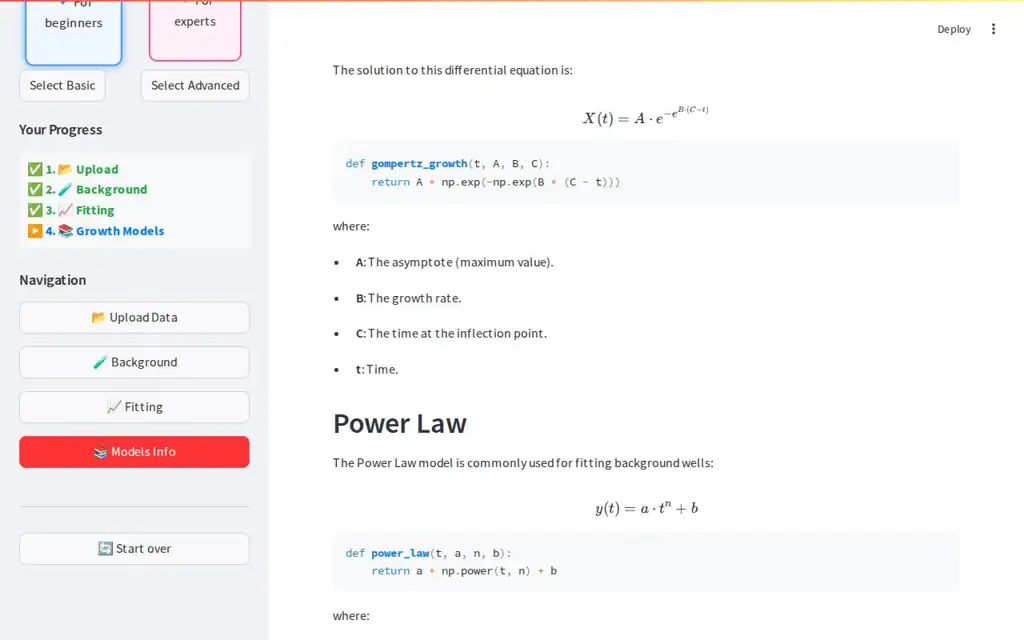 For
beginners
For
experts
Select Basic
Select Advanced
Your Progress
✅ 1. 📂 Upload
✅ 2. 🧪 Background
✅ 3. 📈 Fitting
▶️ 4. 📚 Growth Models
Navigation
📂 Upload Data
🧪 Background
📈 Fitting
📚 Models Info
🔄 Start over
Deploy
The solution to this differential equation is:
X(t) = A · e^{−e^{B·(C−t)}}
def gompertz_growth(t, A, B, C):
    return A * np.exp(-np.exp(B * (C - t)))
where:
• A: The asymptote (maximum value).
• B: The growth rate.
• C: The time at the inflection point.
• t: Time.
Power Law
The Power Law model is commonly used for fitting background wells:
y(t) = a · t^n + b
def power_law(t, a, n, b):
    return a * np.power(t, n) + b
where: